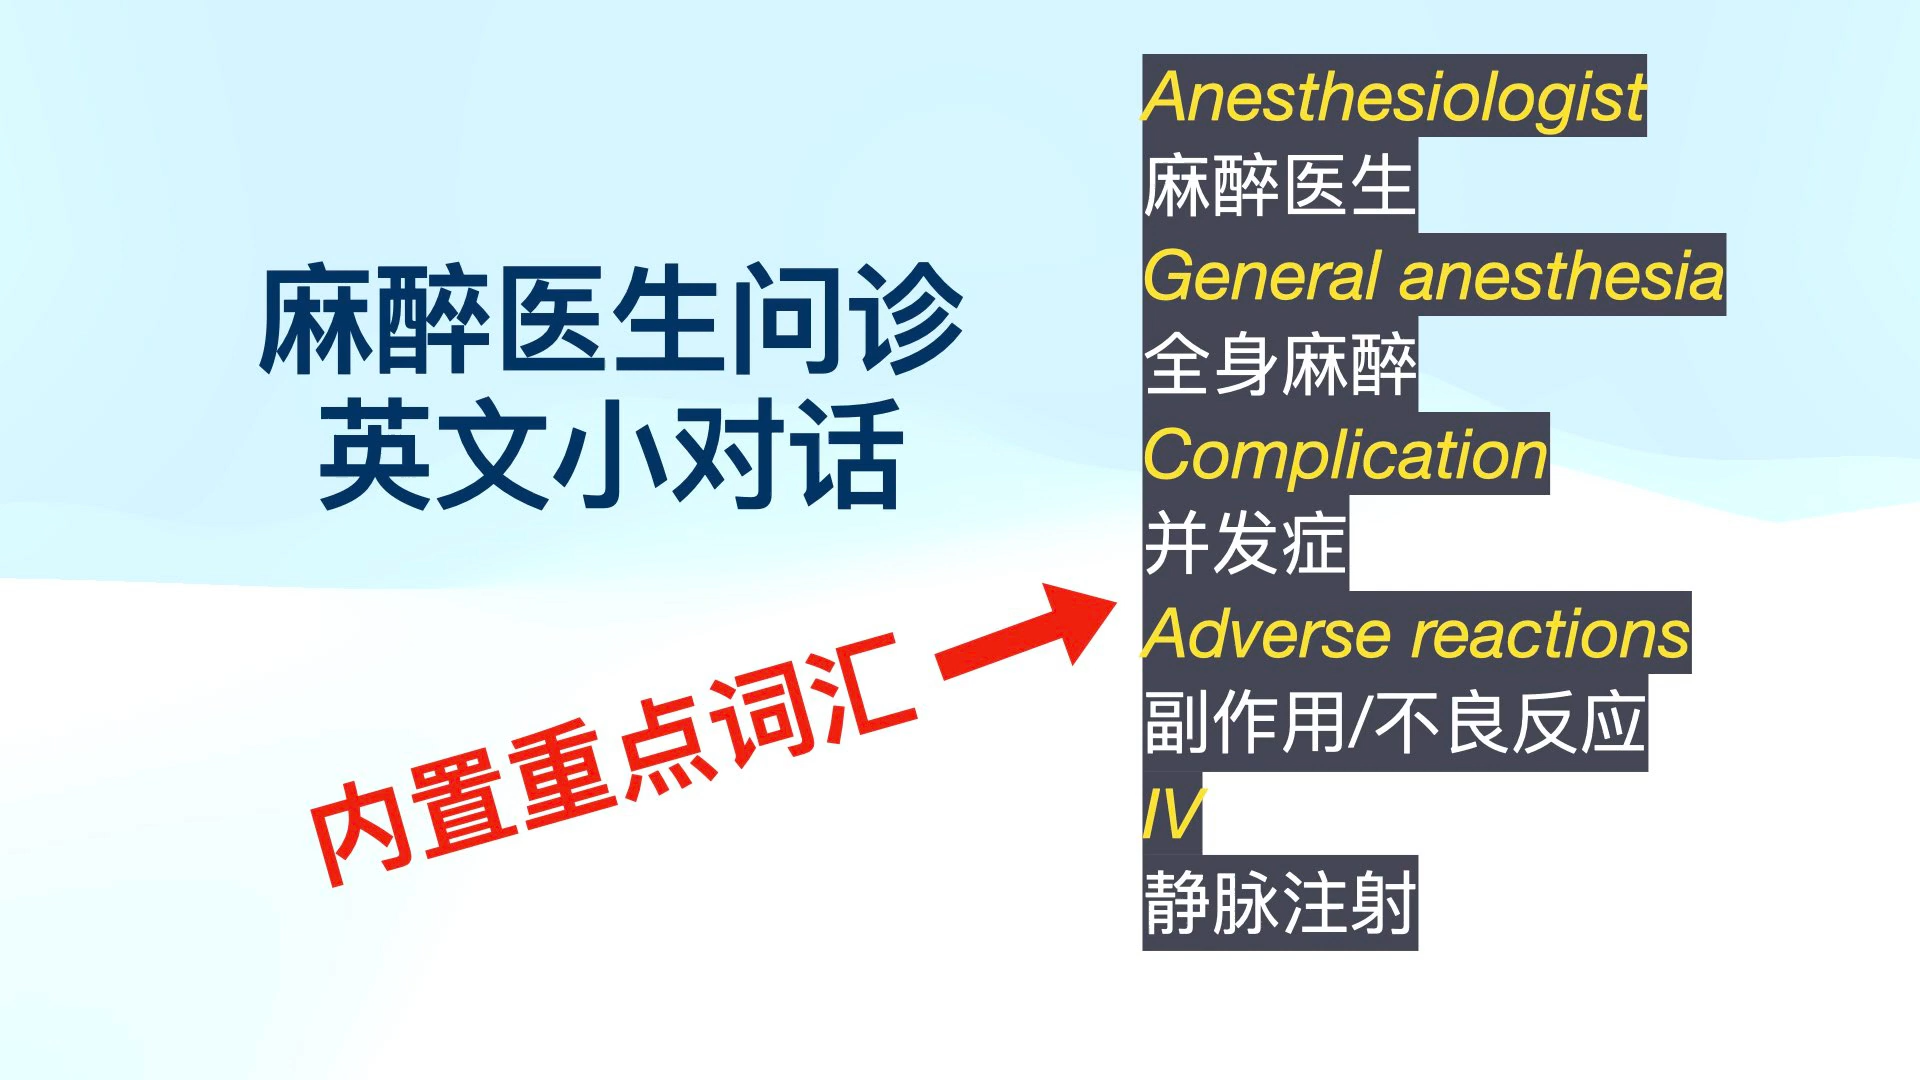 麻醉医生问诊
英文小对话
内置重点词汇
Anesthesiologist
麻醉医生
General anesthesia
全身麻醉
Complication
并发症
Adverse reactions
副作用/不良反应
IV
静脉注射